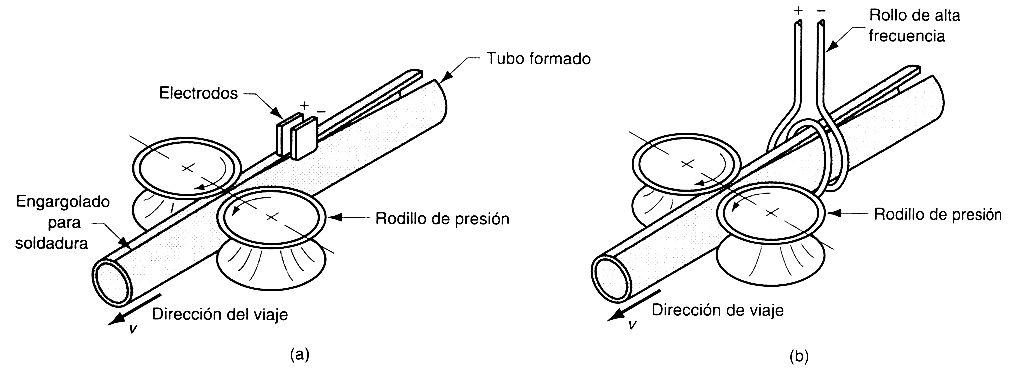 Electrodos
+ −
Tubo formado
Engargolado
para
soldadura
Rodillo de presión
Dirección del viaje
v
(a)
+ −
Rollo de alta
frecuencia
Rodillo de presión
Dirección de viaje
v
(b)